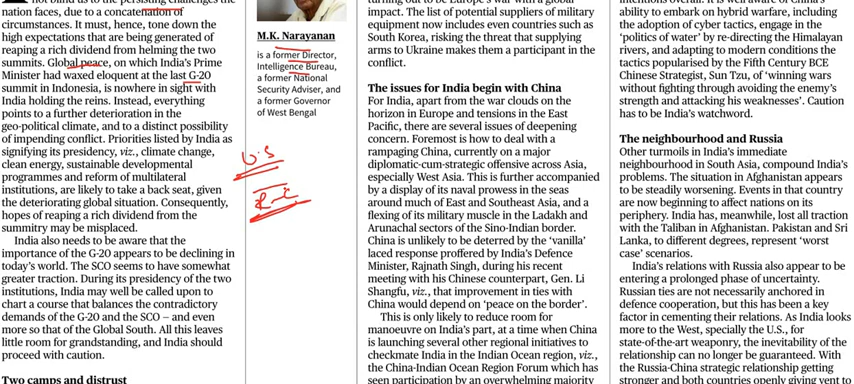 not blind us to the persisting challenges the
nation faces, due to a concatenation of
circumstances. It must, hence, tone down the
high expectations that are being generated of
reaping a rich dividend from helming the two
summits. Global peace, on which India's Prime
Minister had waxed eloquent at the last G-20
summit in Indonesia, is nowhere in sight with
India holding the reins. Instead, everything
points to a further deterioration in the
geo-political climate, and to a distinct possibility
of impending conflict. Priorities listed by India as
signifying its presidency, viz., climate change,
clean energy, sustainable developmental
programmes and reform of multilateral
institutions, are likely to take a back seat, given
the deteriorating global situation. Consequently,
hopes of reaping a rich dividend from the
summitry may be misplaced.
India also needs to be aware that the
importance of the G-20 appears to be declining in
today's world. The SCO seems to have somewhat
greater traction. During its presidency of the two
institutions, India may well be called upon to
chart a course that balances the contradictory
demands of the G-20 and the SCO — and even
more so that of the Global South. All this leaves
little room for grandstanding, and India should
proceed with caution.
Two camps and distrust
M.K. Narayanan
is a former Director,
Intelligence Bureau,
a former National
Security Adviser, and
a former Governor
of West Bengal
U.S
turning out to be Europe's war with a global
impact. The list of potential suppliers of military
equipment now includes even countries such as
South Korea, risking the threat that supplying
arms to Ukraine makes them a participant in the
conflict.
The issues for India begin with China
For India, apart from the war clouds on the
horizon in Europe and tensions in the East
Pacific, there are several issues of deepening
concern. Foremost is how to deal with a
rampaging China, currently on a major
diplomatic-cum-strategic offensive across Asia,
especially West Asia. This is further accompanied
by a display of its naval prowess in the seas
around much of East and Southeast Asia, and a
flexing of its military muscle in the Ladakh and
Arunachal sectors of the Sino-Indian border.
China is unlikely to be deterred by the 'vanilla'
laced response proffered by India's Defence
Minister, Rajnath Singh, during his recent
meeting with his Chinese counterpart, Gen. Li
Shangfu, viz., that improvement in ties with
China would depend on 'peace on the border'.
This is only likely to reduce room for
manoeuvre on India's part, at a time when China
is launching several other regional initiatives to
checkmate India in the Indian Ocean region, viz.,
the China-Indian Ocean Region Forum which has
seen participation by an overwhelming majority
intentions overall. It is well aware of China's
ability to embark on hybrid warfare, including
the adoption of cyber tactics, engage in the
'politics of water' by re-directing the Himalayan
rivers, and adapting to modern conditions the
tactics popularised by the Fifth Century BCE
Chinese Strategist, Sun Tzu, of 'winning wars
without fighting through avoiding the enemy's
strength and attacking his weaknesses'. Caution
has to be India's watchword.
The neighbourhood and Russia
Other turmoils in India's immediate
neighbourhood in South Asia, compound India's
problems. The situation in Afghanistan appears
to be steadily worsening. Events in that country
are now beginning to affect nations on its
periphery. India has, meanwhile, lost all traction
with the Taliban in Afghanistan. Pakistan and Sri
Lanka, to different degrees, represent 'worst
case' scenarios.
India's relations with Russia also appear to be
entering a prolonged phase of uncertainty.
Russian ties are not necessarily anchored in
defence cooperation, but this has been a key
factor in cementing their relations. As India looks
more to the West, specially the U.S., for
state-of-the-art weaponry, the inevitability of the
relationship can no longer be guaranteed. With
the Russia-China strategic relationship getting
stronger and both countries openly giving vent to